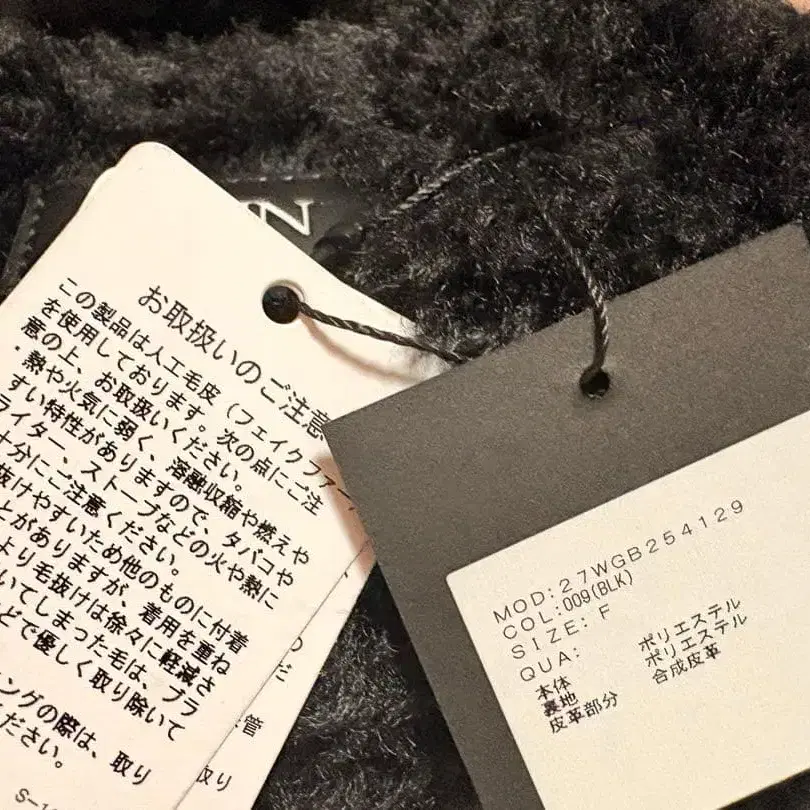 N
お取扱いのご注意
この製品は人工毛皮（フェイクファー
を使用しております。次の点にご注
意の上、お取扱いください。
・熱や火気に弱く、溶融収縮や燃えや
すい特性がありますので、タバコや
ライター、ストーブなどの火や熱に
十分にご注意ください。
抜けやすいため他のものに付着
とがありますが、着用を重ね
より毛抜けは徐々に軽減さ
いてしまった毛は、ブラ
どで優しく取り除いて
ングの際は、取り
ださい。
だ
管
取り
MOD:27WGB254129
COL:009(BLK)
SIZE:F
QUA:
本体 ポリエステル
裏地 ポリエステル
皮革部分 合成皮革